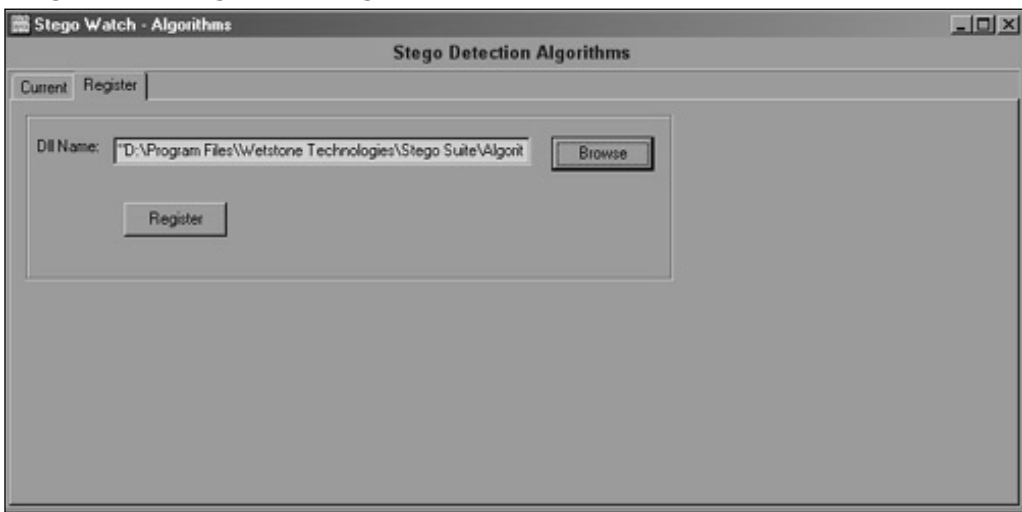 Stego Watch - Algorithms
Stego Detection Algorithms
Current Register
Dll Name: "D:\Program Files\Wetstone Technologies\Stego Suite\Algorit Browse
Register